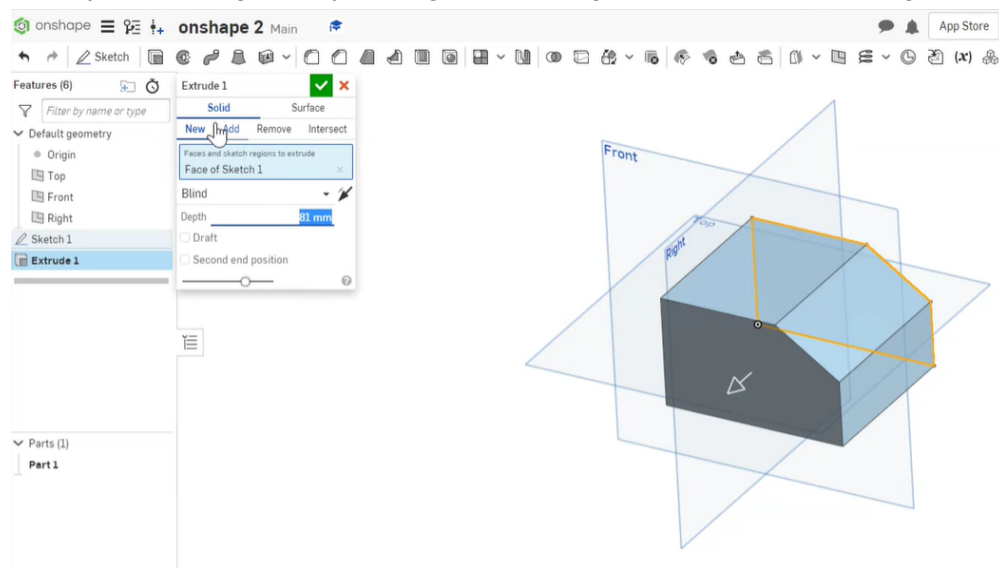 onshape onshape 2 Main App Store
Sketch (x)
Features (6)
Filter by name or type
Default geometry
Origin
Top
Front
Right
Sketch 1
Extrude 1
Extrude 1
Solid Surface
New Add Remove Intersect
Faces and sketch regions to extrude
Face of Sketch 1
Blind
Depth 81 mm
Draft
Second end position
Front
Top
Right
Parts (1)
Part 1